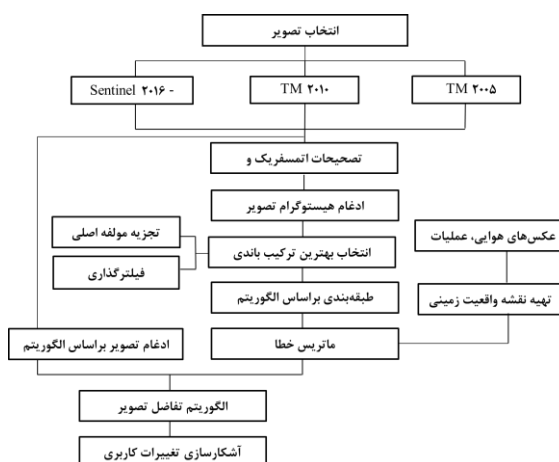 انتخاب تصویر
TM ۲۰۰۵
TM ۲۰۱۰
Sentinel ۲۰۱۶ -
تصحیحات اتمسفریک و
ادغام هیستوگرام تصویر
تجزیه مولفه اصلی
انتخاب بهترین ترکیب باندی
فیلترگذاری
عکس‌های هوایی، عملیات
طبقه‌بندی براساس الگوریتم
تهیه نقشه واقعیت زمینی
ماتریس خطا
ادغام تصویر براساس الگوریتم
الگوریتم تفاضل تصویر
آشکارسازی تغییرات کاربری